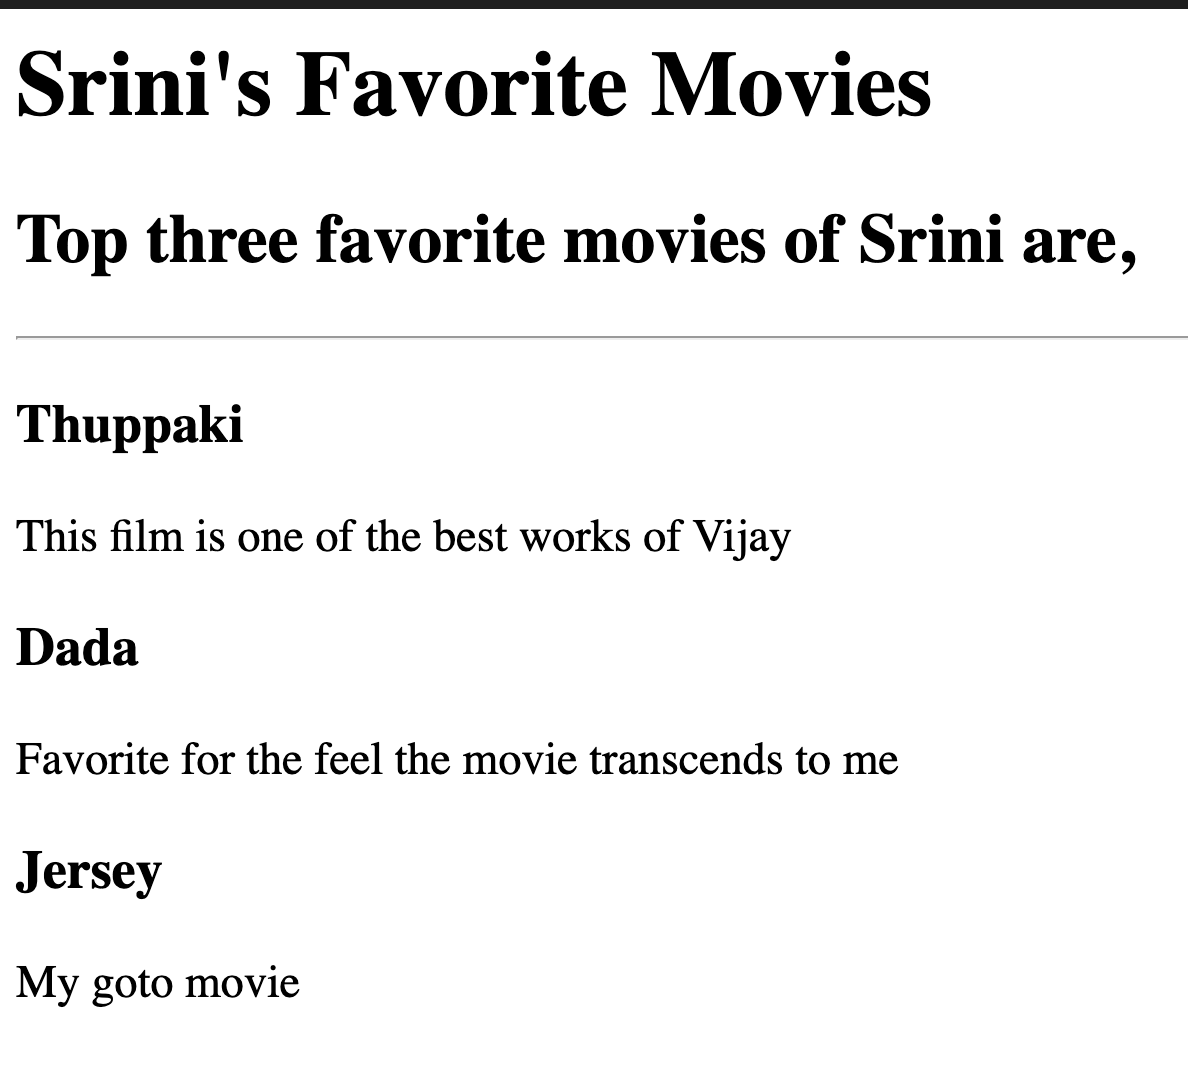 Srini's Favorite Movies
Top three favorite movies of Srini are,
Thuppaki
This film is one of the best works of Vijay
Dada
Favorite for the feel the movie transcends to me
Jersey
My goto movie